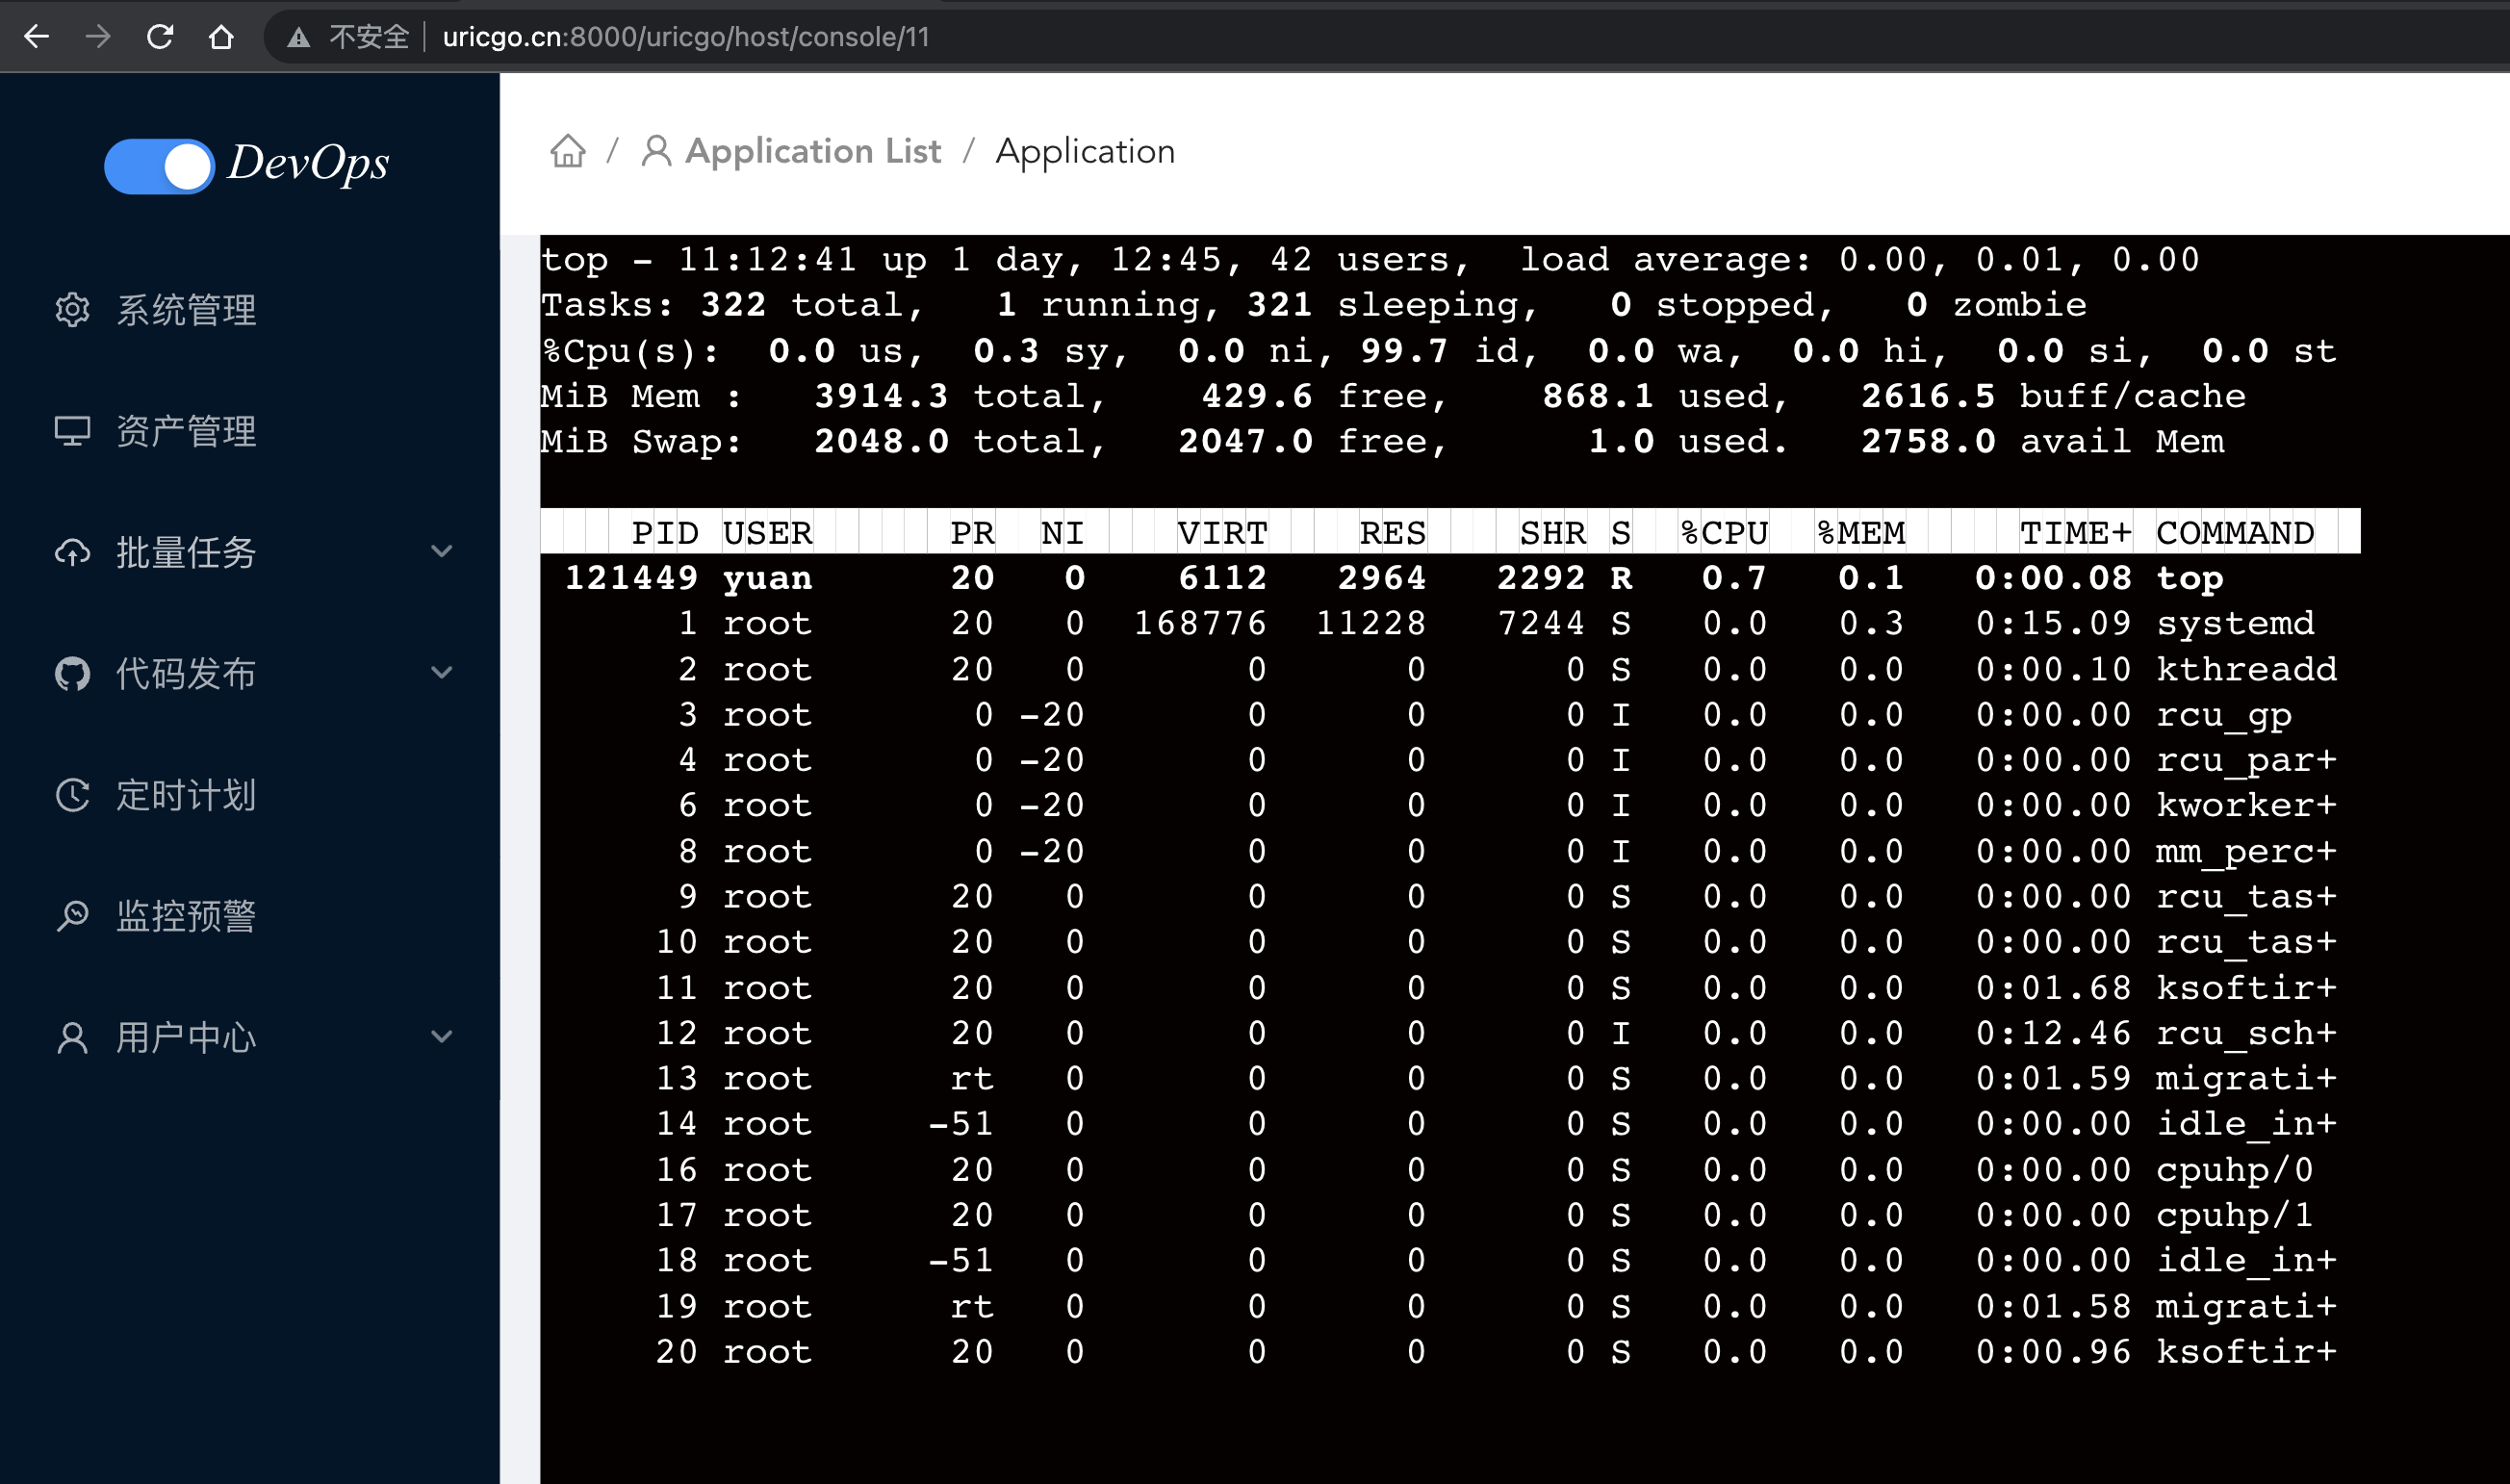 不安全 uricgo.cn:8000/uricgo/host/console/11
DevOps
系统管理
资产管理
批量任务
代码发布
定时计划
监控预警
用户中心
/ Application List / Application
top - 11:12:41 up 1 day, 12:45, 42 users,  load average: 0.00, 0.01, 0.00
Tasks: 322 total,   1 running, 321 sleeping,   0 stopped,   0 zombie
%Cpu(s):  0.0 us,  0.3 sy,  0.0 ni, 99.7 id,  0.0 wa,  0.0 hi,  0.0 si,  0.0 st
MiB Mem :   3914.3 total,    429.6 free,    868.1 used,   2616.5 buff/cache
MiB Swap:   2048.0 total,   2047.0 free,      1.0 used.   2758.0 avail Mem
PID USER      PR  NI    VIRT    RES    SHR S  %CPU  %MEM     TIME+ COMMAND
121449 yuan      20   0    6112   2964   2292 R   0.7   0.1   0:00.08 top
1 root      20   0  168776  11228   7244 S   0.0   0.3   0:15.09 systemd
2 root      20   0       0      0      0 S   0.0   0.0   0:00.10 kthreadd
3 root       0 -20       0      0      0 I   0.0   0.0   0:00.00 rcu_gp
4 root       0 -20       0      0      0 I   0.0   0.0   0:00.00 rcu_par+
6 root       0 -20       0      0      0 I   0.0   0.0   0:00.00 kworker+
8 root       0 -20       0      0      0 I   0.0   0.0   0:00.00 mm_perc+
9 root      20   0       0      0      0 S   0.0   0.0   0:00.00 rcu_tas+
10 root      20   0       0      0      0 S   0.0   0.0   0:00.00 rcu_tas+
11 root      20   0       0      0      0 S   0.0   0.0   0:01.68 ksoftir+
12 root      20   0       0      0      0 I   0.0   0.0   0:12.46 rcu_sch+
13 root      rt   0       0      0      0 S   0.0   0.0   0:01.59 migrati+
14 root     -51   0       0      0      0 S   0.0   0.0   0:00.00 idle_in+
16 root      20   0       0      0      0 S   0.0   0.0   0:00.00 cpuhp/0
17 root      20   0       0      0      0 S   0.0   0.0   0:00.00 cpuhp/1
18 root     -51   0       0      0      0 S   0.0   0.0   0:00.00 idle_in+
19 root      rt   0       0      0      0 S   0.0   0.0   0:01.58 migrati+
20 root      20   0       0      0      0 S   0.0   0.0   0:00.96 ksoftir+